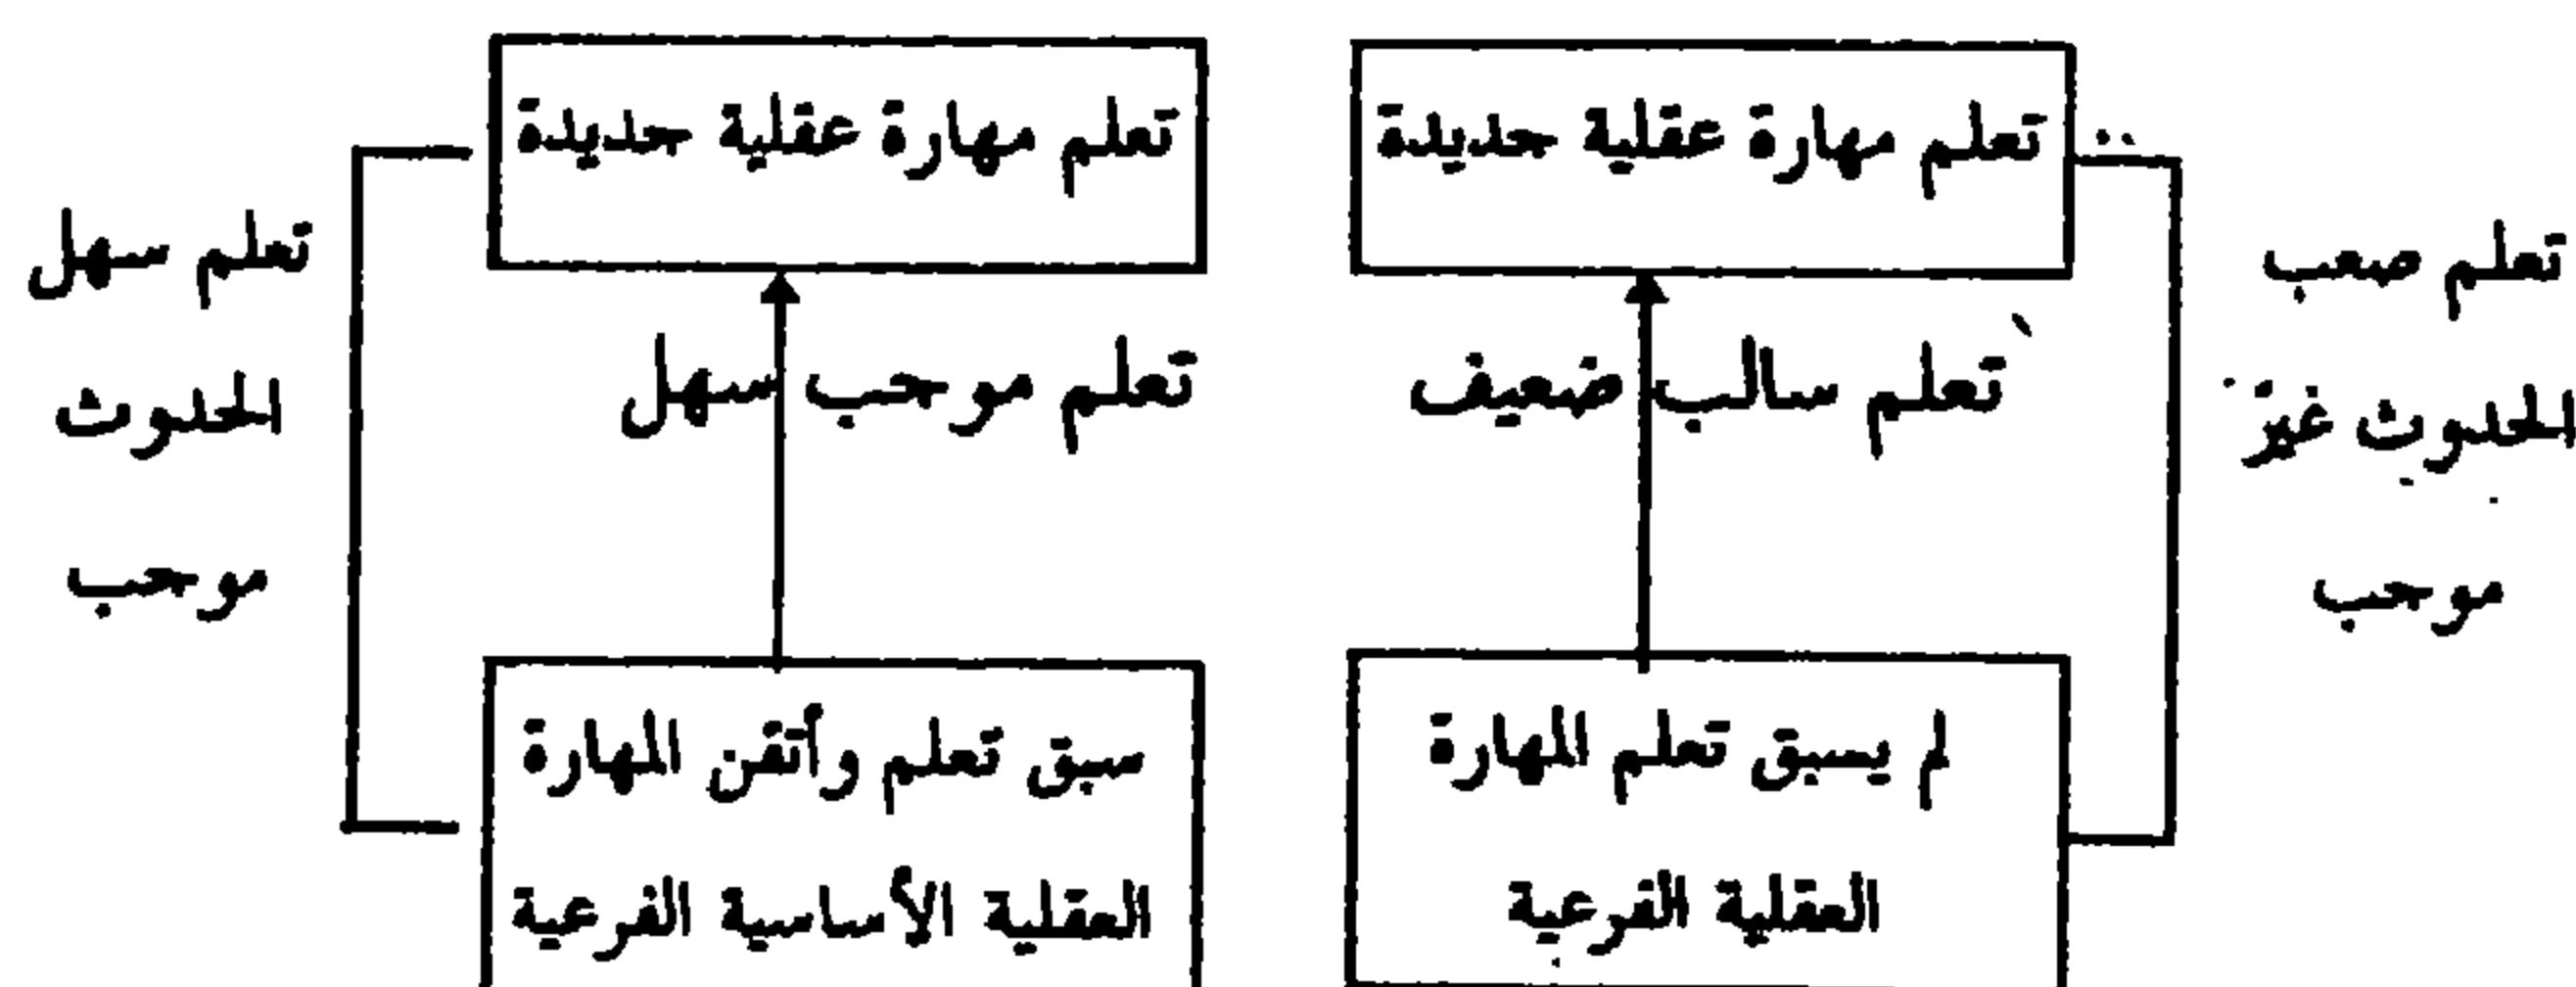 تعلم مهارة عقلية جديدة
تعلم صعب
الحدوث غير
موجب
تعلم سالب ضعيف
لم يسبق تعلم المهارة
العقلية الفرعية
تعلم مهارة عقلية جديدة
تعلم موجب سهل
سبق تعلم وأتقن المهارة
العقلية الأساسية الفرعية
تعلم سهل
الحدوث
موجب